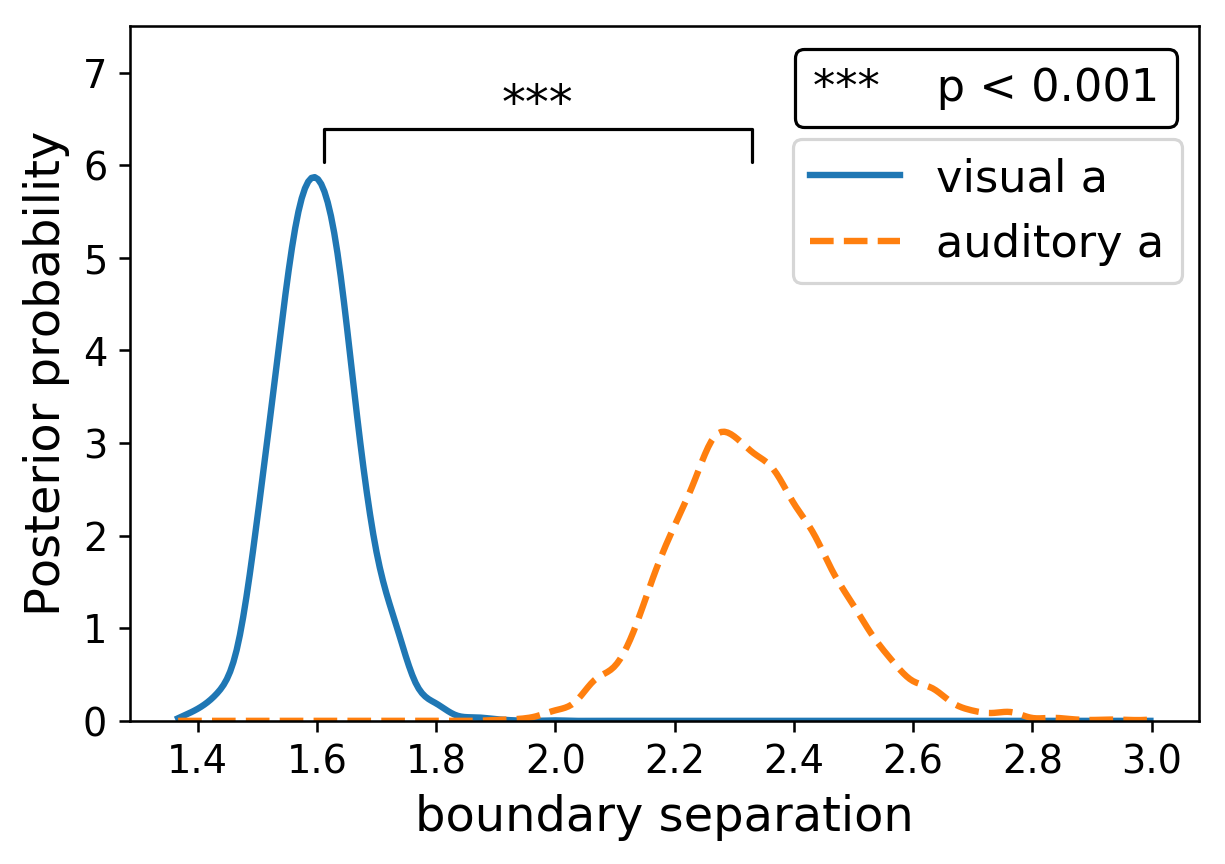 *** p < 0.001
***
visual a
auditory a
Posterior probability
7
6
5
4
3
2
1
0
1.4 1.6 1.8 2.0 2.2 2.4 2.6 2.8 3.0
boundary separation